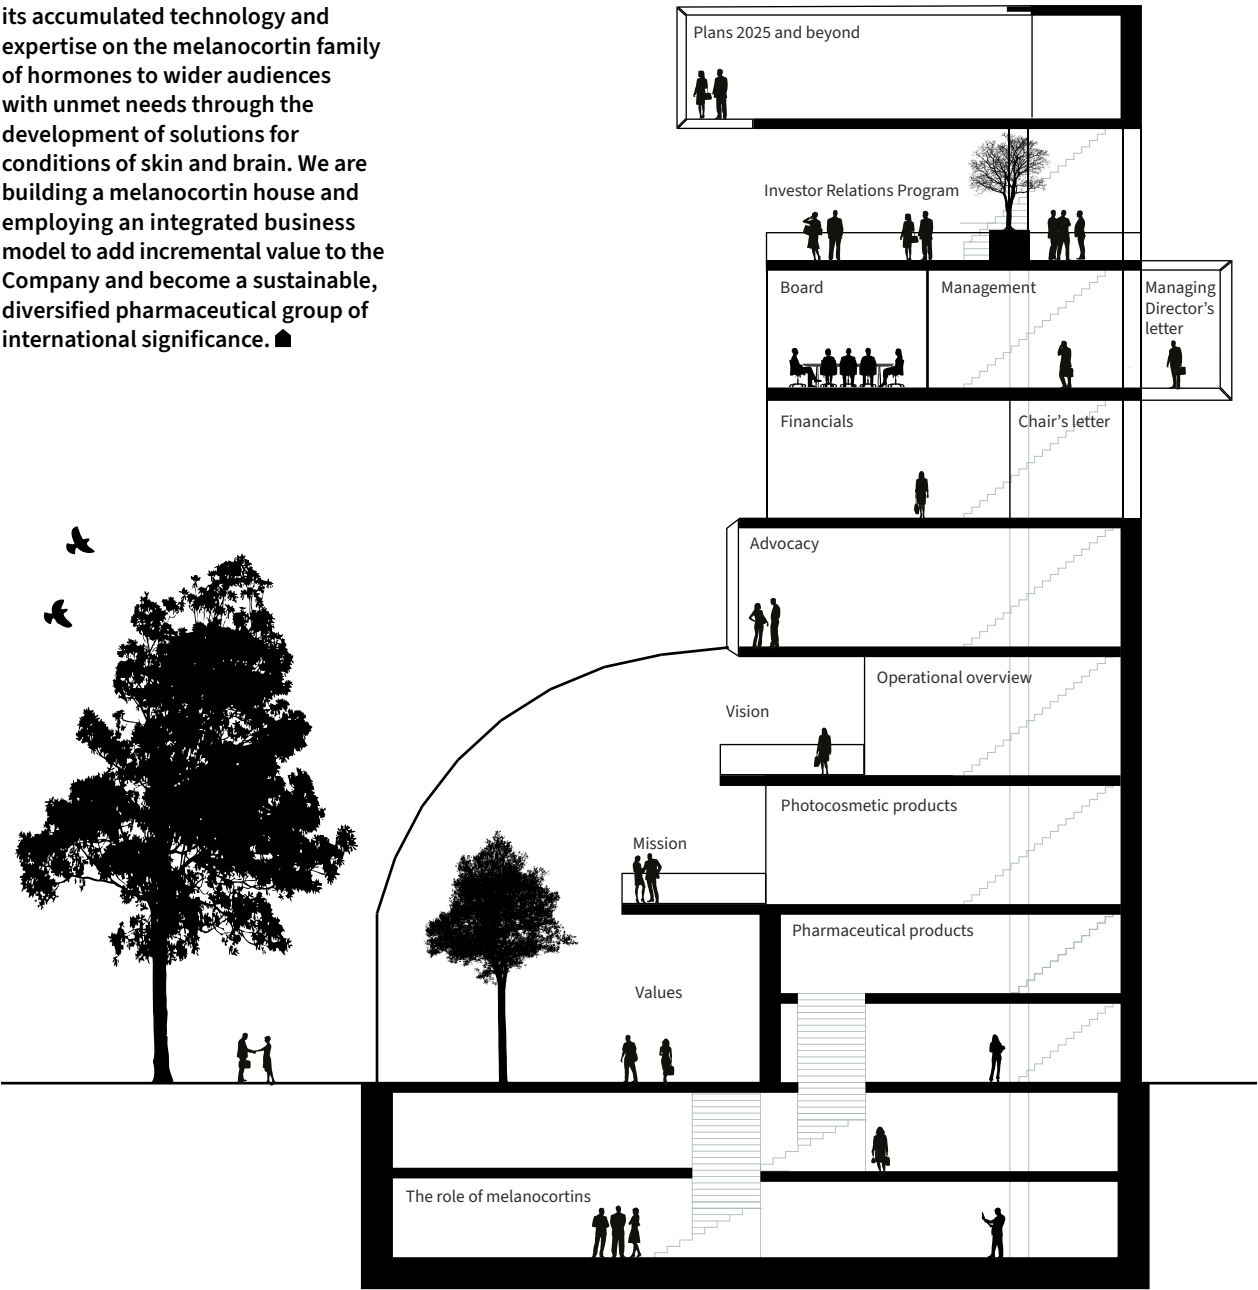 its accumulated technology and
expertise on the melanocortin family
of hormones to wider audiences
with unmet needs through the
development of solutions for
conditions of skin and brain. We are
building a melanocortin house and
employing an integrated business
model to add incremental value to the
Company and become a sustainable,
diversified pharmaceutical group of
international significance.
Plans 2025 and beyond
Investor Relations Program
Board
Management
Managing
Director’s
letter
Financials
Chair’s letter
Advocacy
Operational overview
Vision
Photocosmetic products
Mission
Pharmaceutical products
Values
The role of melanocortins